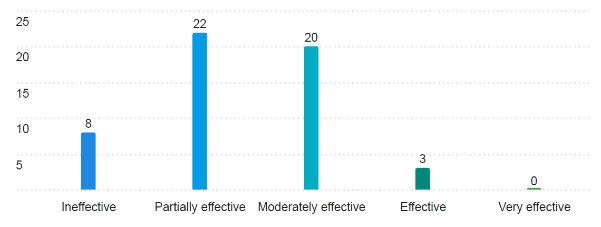 25
20
15
10
5
8
22
20
3
0
Ineffective
Partially effective
Moderately effective
Effective
Very effective